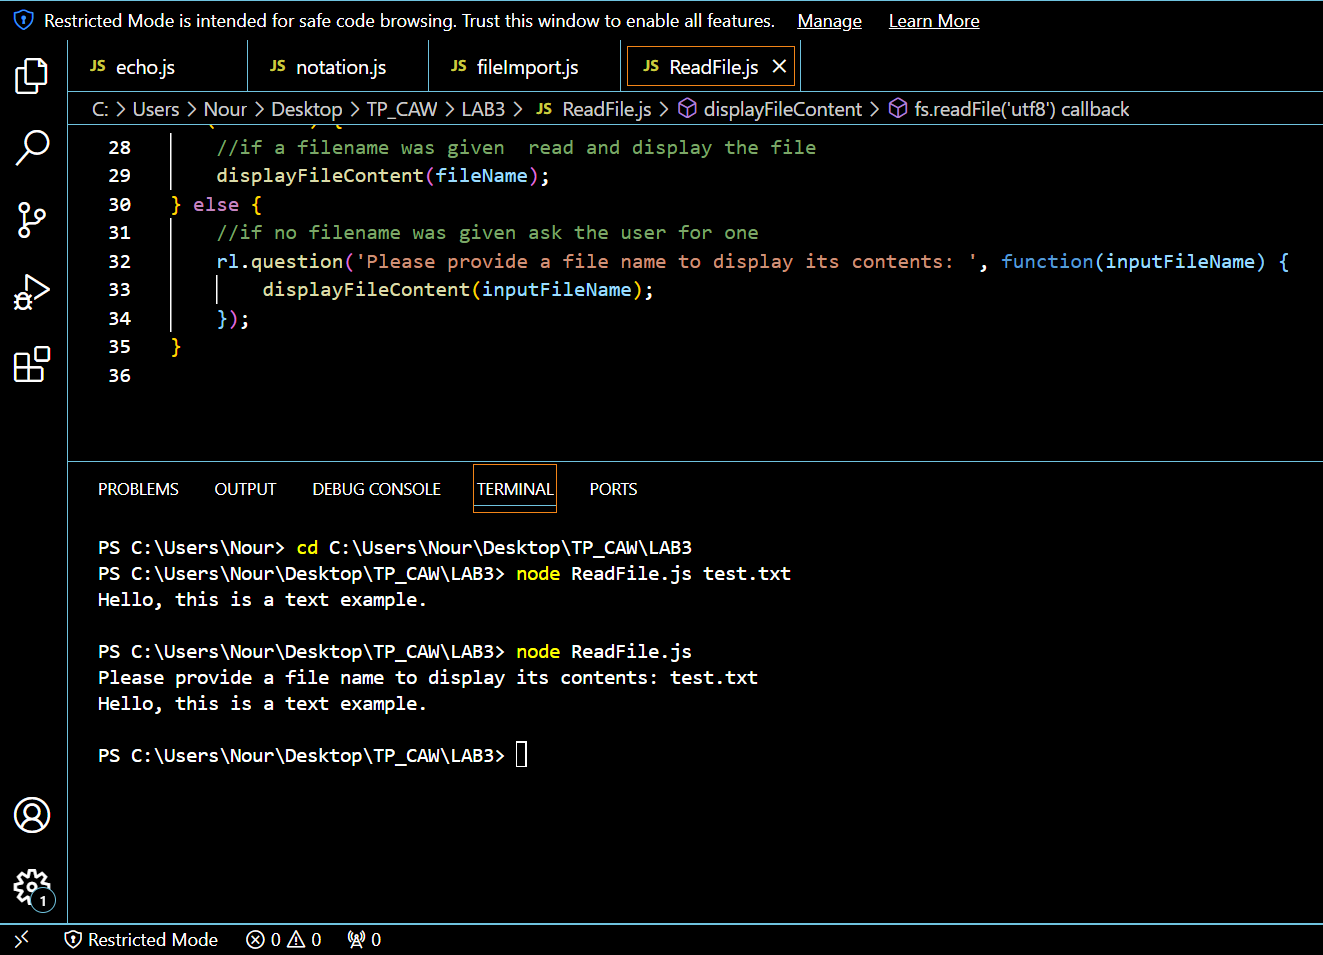 Restricted Mode is intended for safe code browsing. Trust this window to enable all features. Manage Learn More
JS echo.js JS notation.js JS fileImport.js JS ReadFile.js
C: > Users > Nour > Desktop > TP_CAW > LAB3 > JS ReadFile.js > displayFileContent > fs.readFile('utf8') callback
28 //if a filename was given  read and display the file
29 displayFileContent(fileName);
30 } else {
31 //if no filename was given ask the user for one
32 rl.question('Please provide a file name to display its contents: ', function(inputFileName) {
33 displayFileContent(inputFileName);
34 });
35 }
36
PROBLEMS OUTPUT DEBUG CONSOLE TERMINAL PORTS
PS C:\Users\Nour> cd C:\Users\Nour\Desktop\TP_CAW\LAB3
PS C:\Users\Nour\Desktop\TP_CAW\LAB3> node ReadFile.js test.txt
Hello, this is a text example.
PS C:\Users\Nour\Desktop\TP_CAW\LAB3> node ReadFile.js
Please provide a file name to display its contents: test.txt
Hello, this is a text example.
PS C:\Users\Nour\Desktop\TP_CAW\LAB3>
1
Restricted Mode 0 0 0